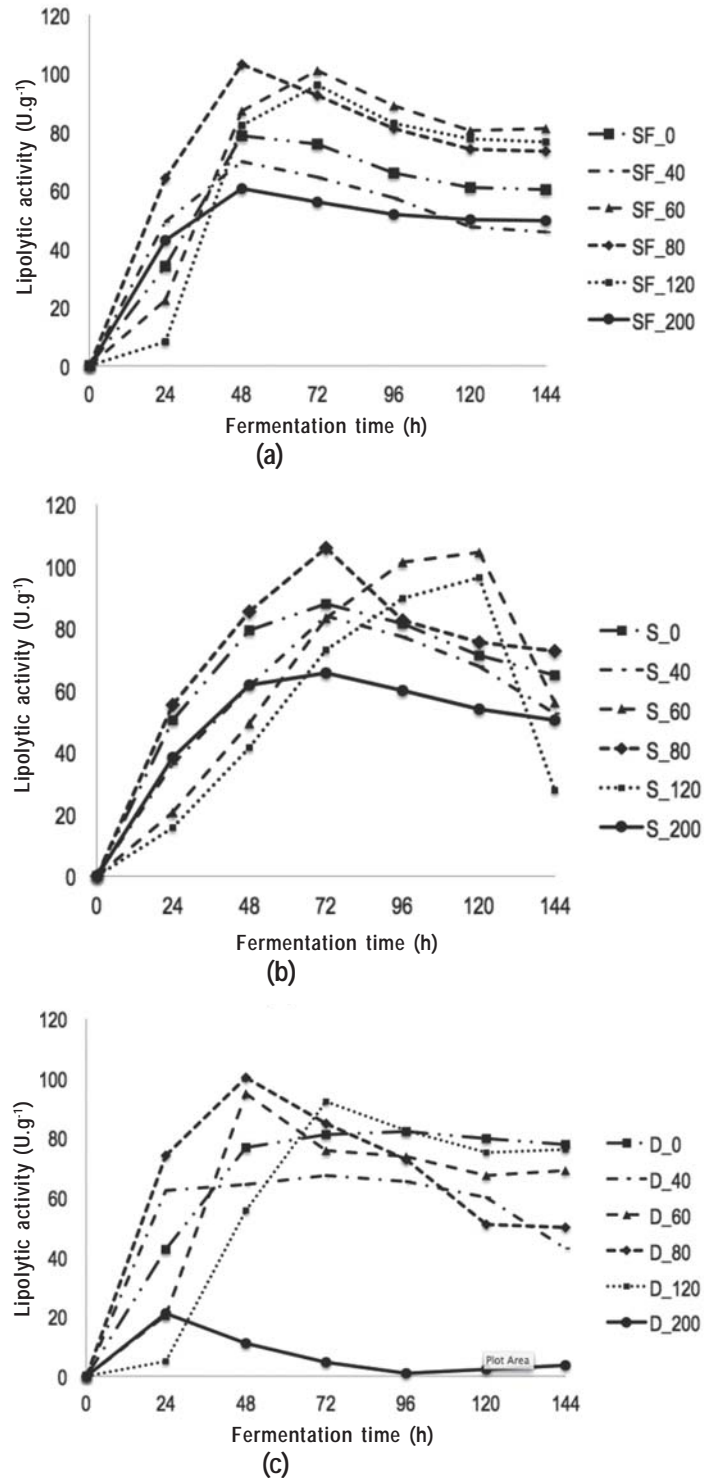 120
100
80
60
40
20
0
Lipolytic activity (U.g-1)
0 24 48 72 96 120 144
Fermentation time (h)
(a)
SF_0
SF_40
SF_60
SF_80
SF_120
SF_200
120
100
80
60
40
20
0
Lipolytic activity (U.g-1)
0 24 48 72 96 120 144
Fermentation time (h)
(b)
S_0
S_40
S_60
S_80
S_120
S_200
120
100
80
60
40
20
0
Lipolytic activity (U.g-1)
Plot Area
0 24 48 72 96 120 144
Fermentation time (h)
(c)
D_0
D_40
D_60
D_80
D_120
D_200